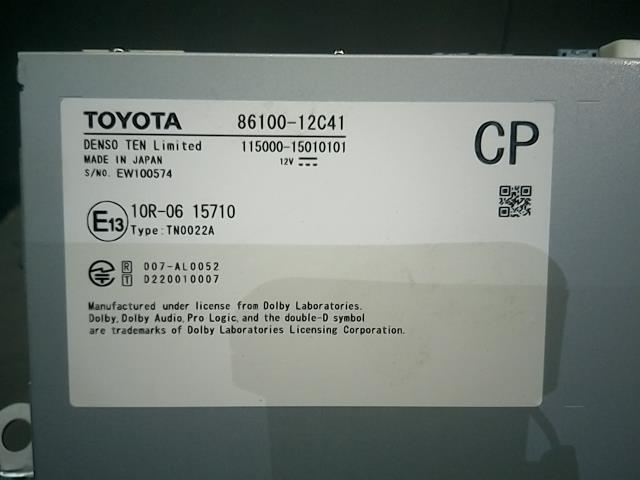 TOYOTA 86100-12C41
DENSO TEN Limited 115000-15010101
MADE IN JAPAN 12V
S/NO. EW100574
CP
E13 10R-06 15710
Type:TN0022A
R 007-AL0052
T D220010007
Manufactured under license from Dolby Laboratories.
Dolby, Dolby Audio, Pro Logic, and the double-D symbol
are trademarks of Dolby Laboratories Licensing Corporation.